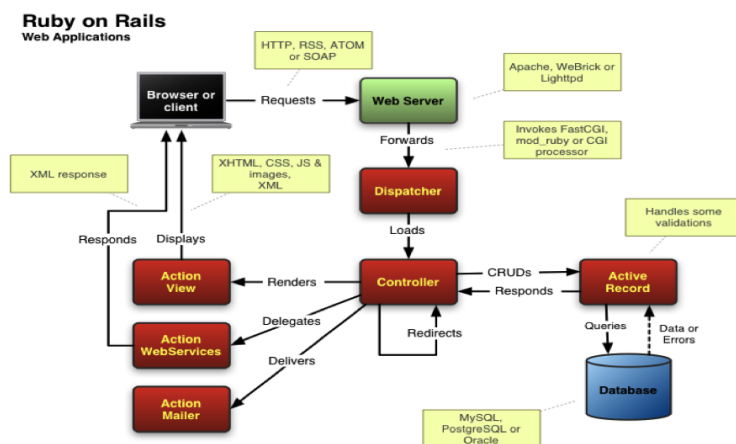 Ruby on Rails
Web Applications
HTTP, RSS, ATOM
or SOAP
Apache, WeBrick or
Lighttpd
Browser or
client
Requests
Web Server
Forwards
Invokes FastCGI,
mod_ruby or CGI
processor
XML response
XHTML, CSS, JS &
images,
XML
Dispatcher
Handles some
validations
Loads
Responds
Displays
Action
View
Renders
Controller
CRUDs
Responds
Active
Record
Delegates
Redirects
Queries
Data or
Errors
Action
WebServices
Delivers
Action
Mailer
Database
MySQL,
PostgreSQL or
Oracle